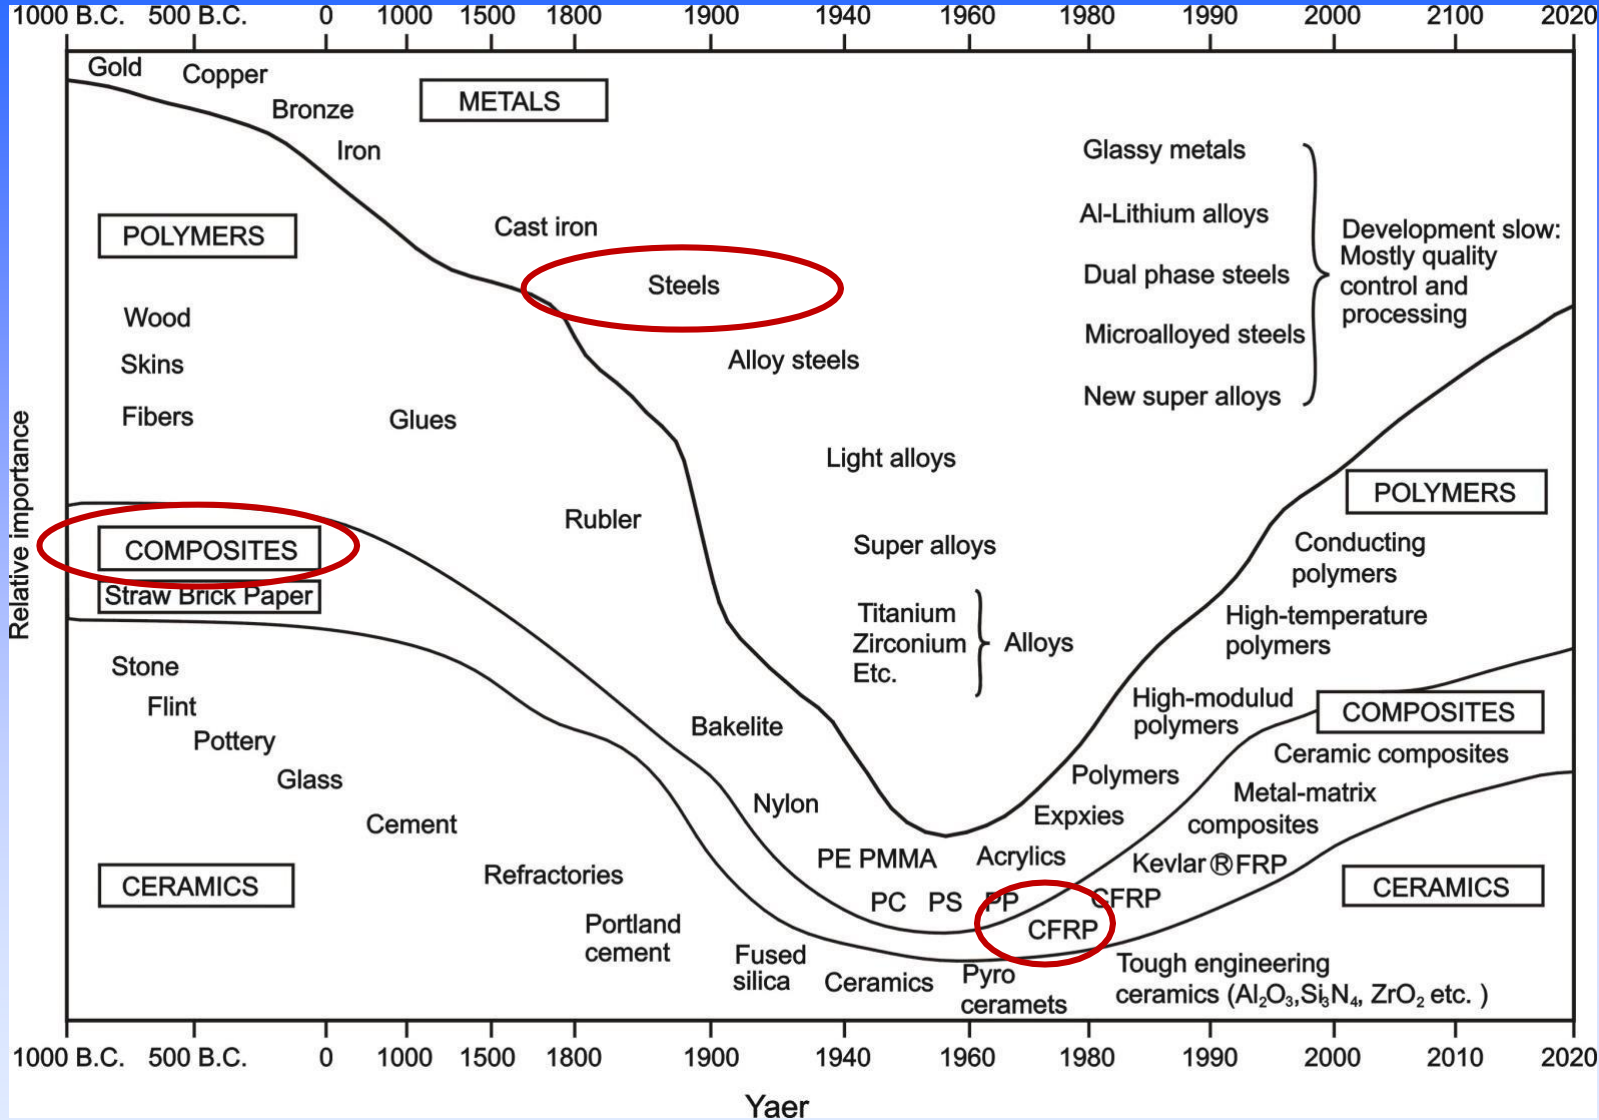 1000 B.C. 500 B.C. 0 1000 1500 1800 1900 1940 1960 1980 1990 2000 2100 2020
Gold
Copper
Bronze
Iron
METALS
Cast iron
Steels
Alloy steels
Light alloys
Super alloys
Titanium
Zirconium
Etc.
Alloys
Glassy metals
Al-Lithium alloys
Dual phase steels
Microalloyed steels
New super alloys
Development slow:
Mostly quality
control and
processing
POLYMERS
Wood
Skins
Fibers
Glues
Rubler
Bakelite
Nylon
PE PMMA
Acrylics
PC PS PP
Expxies
Polymers
High-modulud
polymers
High-temperature
polymers
Conducting
polymers
POLYMERS
COMPOSITES
Straw Brick Paper
CFRP
CFRP
Kevlar ® FRP
Metal-matrix
composites
Ceramic composites
COMPOSITES
Stone
Flint
Pottery
Glass
Cement
CERAMICS
Refractories
Portland
cement
Fused
silica
Ceramics
Pyro
ceramets
Tough engineering
ceramics (Al₂O₃,Si₃N₄, ZrO₂ etc. )
CERAMICS
Relative importance
1000 B.C. 500 B.C. 0 1000 1500 1800 1900 1940 1960 1980 1990 2000 2010 2020
Yaer